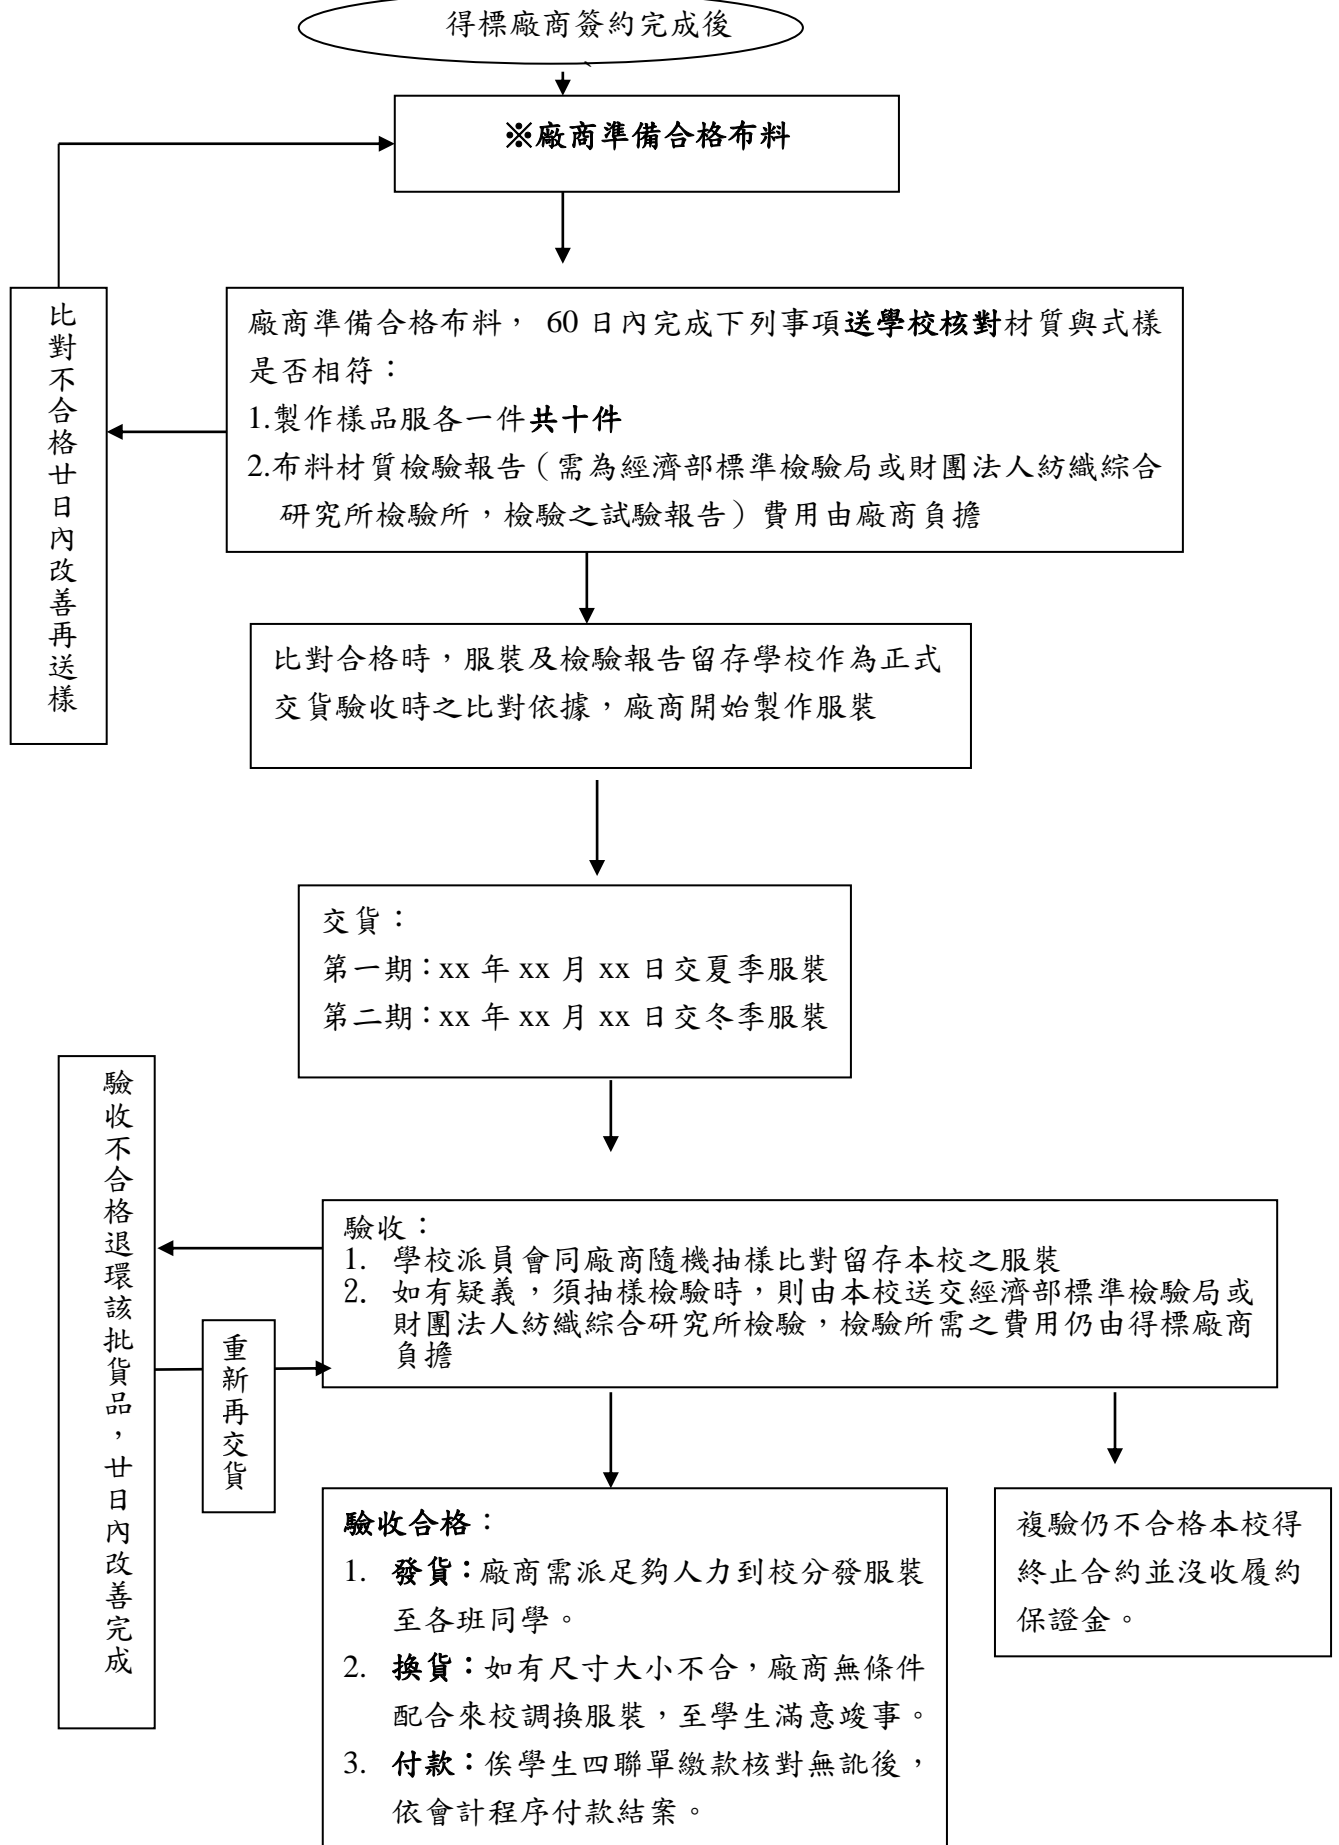 得標廠商簽約完成後
、
※廠商準備合格布料
比對不合格廿日內改善再送樣
廠商準備合格布料， 60 日內完成下列事項送學校核對材質與式樣
是否相符：
1.製作樣品服各一件共十件
2.布料材質檢驗報告（需為經濟部標準檢驗局或財團法人紡織綜合
研究所檢驗所，檢驗之試驗報告）費用由廠商負擔
比對合格時，服裝及檢驗報告留存學校作為正式
交貨驗收時之比對依據，廠商開始製作服裝
交貨：
第一期：xx 年 xx 月 xx 日交夏季服裝
第二期：xx 年 xx 月 xx 日交冬季服裝
驗收不合格退環該批貨品，廿日內改善完成
重新再交貨
驗收：
1. 學校派員會同廠商隨機抽樣比對留存本校之服裝
2. 如有疑義，須抽樣檢驗時，則由本校送交經濟部標準檢驗局或
財團法人紡織綜合研究所檢驗，檢驗所需之費用仍由得標廠商
負擔
驗收合格：
1. 發貨：廠商需派足夠人力到校分發服裝
至各班同學。
2. 換貨：如有尺寸大小不合，廠商無條件
配合來校調換服裝，至學生滿意竣事。
3. 付款：俟學生四聯單繳款核對無訛後，
依會計程序付款結案。
複驗仍不合格本校得
終止合約並沒收履約
保證金。